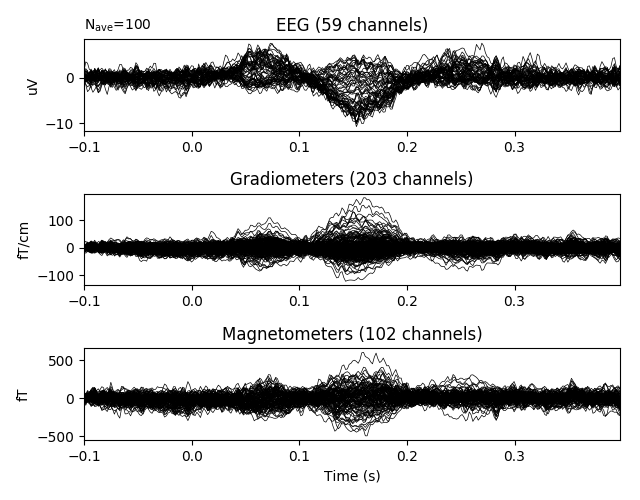 Nave=100
EEG (59 channels)
uV
0
−10
−0.1 0.0 0.1 0.2 0.3
Gradiometers (203 channels)
fT/cm
100
0
−100
−0.1 0.0 0.1 0.2 0.3
Magnetometers (102 channels)
fT
500
0
−500
−0.1 0.0 0.1 0.2 0.3
Time (s)